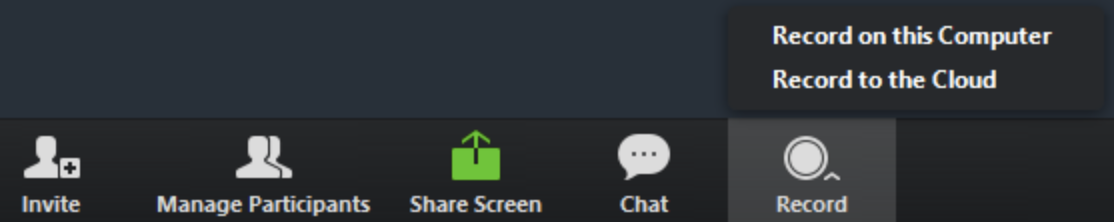 Record on this Computer
Record to the Cloud
Invite
Manage Participants
Share Screen
Chat
Record